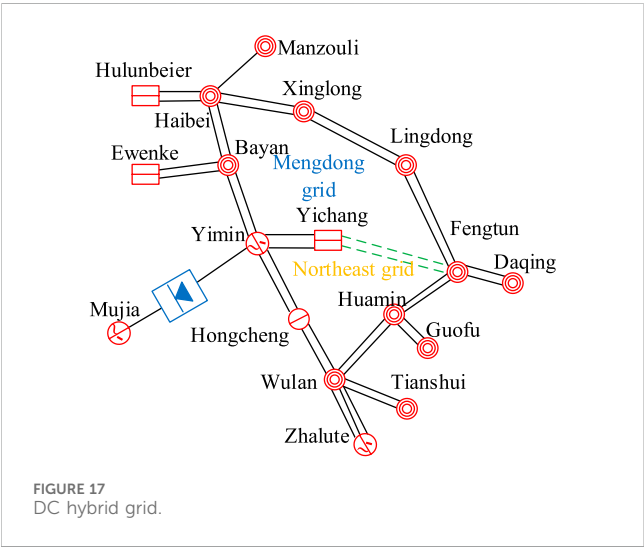 Manzouli
Hulunbeier
Xinglong
Haibei
Lingdong
Ewenke
Bayan
Mengdong
grid
Yichang
Yimin
Fengtun
Northeast grid
Daqing
Huamin
Mujia
Hongcheng
Guofu
Wulan
Tianshui
Zhalute
FIGURE 17
DC hybrid grid.